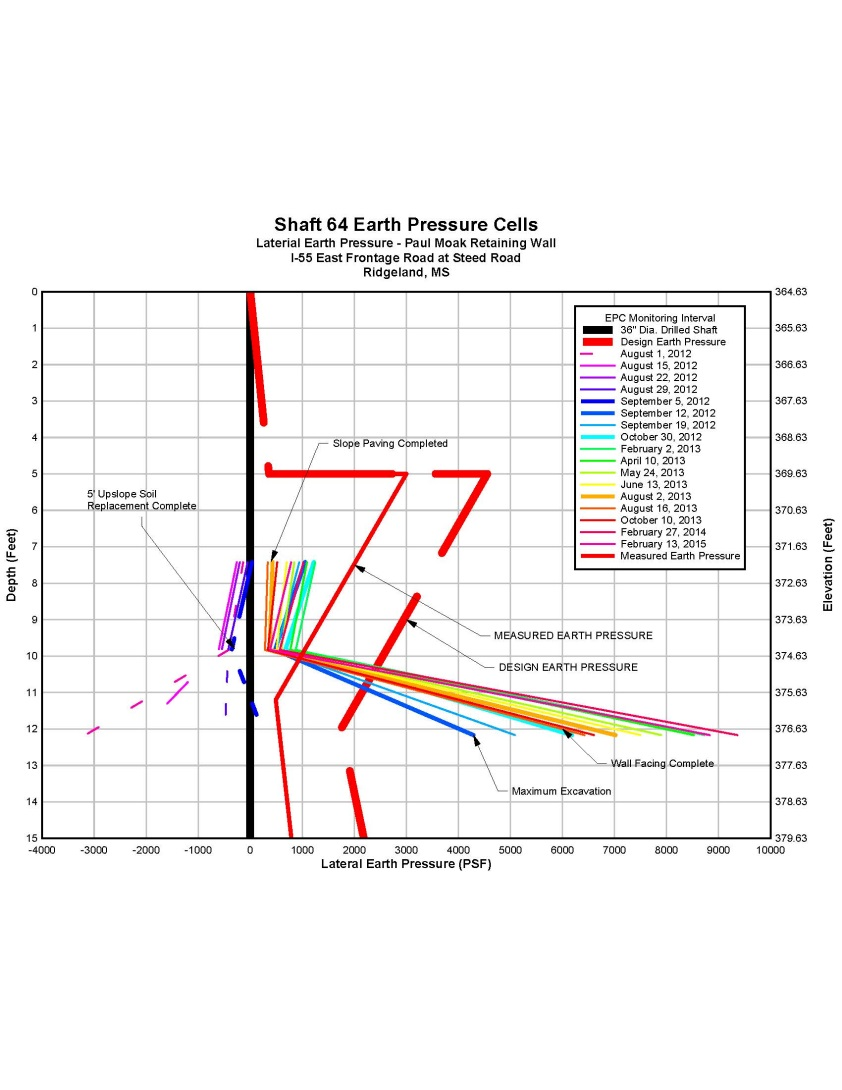 Shaft 64 Earth Pressure Cells
Laterial Earth Pressure - Paul Moak Retaining Wall
I-55 East Frontage Road at Steed Road
Ridgeland, MS
0
1
2
3
4
5
6
7
8
9
10
11
12
13
14
15
Depth (Feet)
364.63
365.63
366.63
367.63
368.63
369.63
370.63
371.63
372.63
373.63
374.63
375.63
376.63
377.63
378.63
379.63
Elevation (Feet)
EPC Monitoring Interval
36" Dia. Drilled Shaft
Design Earth Pressure
August 1, 2012
August 15, 2012
August 22, 2012
August 29, 2012
September 5, 2012
September 12, 2012
September 19, 2012
October 30, 2012
February 2, 2013
April 10, 2013
May 24, 2013
June 13, 2013
August 2, 2013
August 16, 2013
October 10, 2013
February 27, 2014
February 13, 2015
Measured Earth Pressure
Slope Paving Completed
5' Upslope Soil
Replacement Complete
MEASURED EARTH PRESSURE
DESIGN EARTH PRESSURE
Wall Facing Complete
Maximum Excavation
-4000 -3000 -2000 -1000 0 1000 2000 3000 4000 5000 6000 7000 8000 9000 10000
Lateral Earth Pressure (PSF)